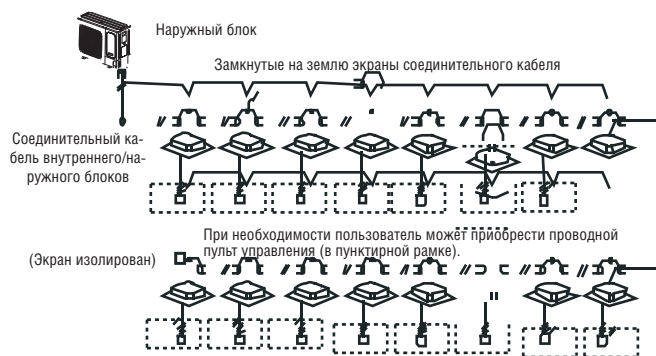 Наружный блок
Замкнутые на землю экраны соединительного кабеля
Соединительный ка-
бель внутреннего/на-
ружного блоков
При необходимости пользователь может приобрести проводной
пульт управления (в пунктирной рамке).
(Экран изолирован)